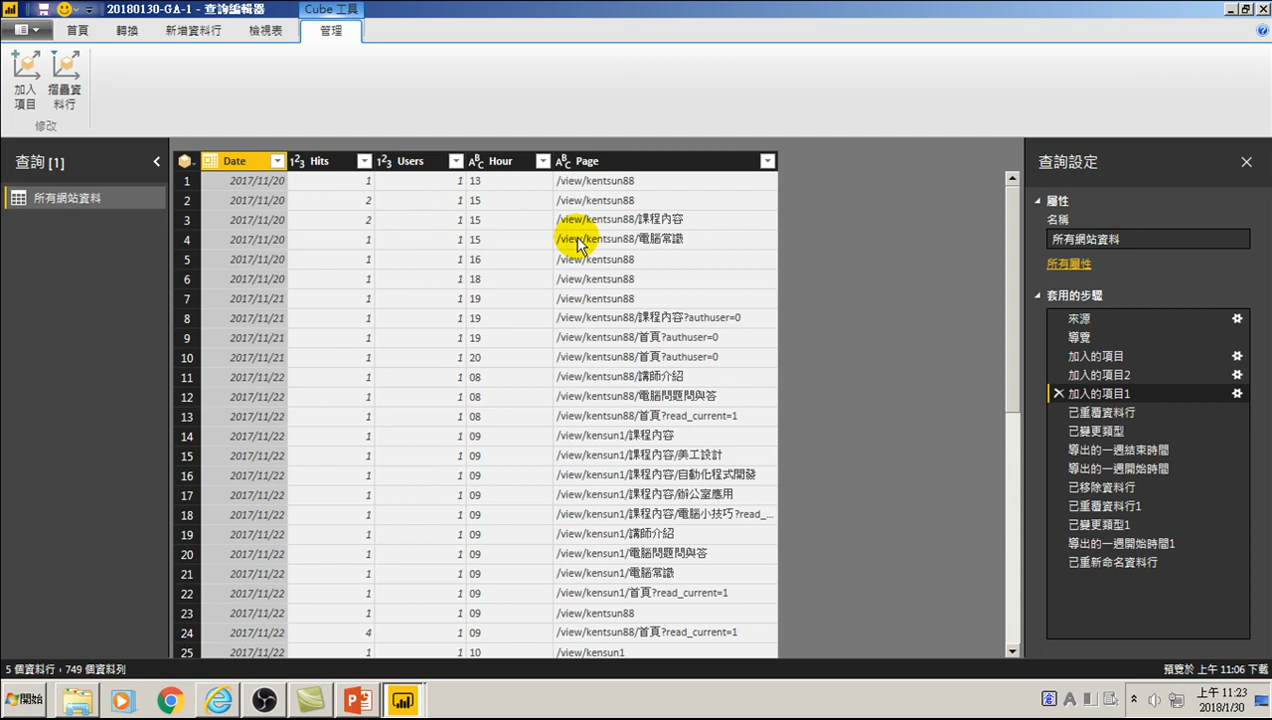 20180130-GA-1 - 查詢編輯器
Cube 工具
首頁 轉換 新增資料行 檢視表 管理
加入項目 摺疊資料行
修改
查詢 [1]
所有網站資料
Date Hits Users Hour Page
1 2017/11/20 1 1 13 /view/kentsun88
2 2017/11/20 2 1 15 /view/kentsun88
3 2017/11/20 2 1 15 /view/kentsun88/課程內容
4 2017/11/20 1 1 15 /view/kentsun88/電腦常識
5 2017/11/20 1 1 16 /view/kentsun88
6 2017/11/20 1 1 18 /view/kentsun88
7 2017/11/21 1 1 19 /view/kentsun88
8 2017/11/21 1 1 19 /view/kentsun88/課程內容?authuser=0
9 2017/11/21 1 1 19 /view/kentsun88/首頁?authuser=0
10 2017/11/21 1 1 20 /view/kentsun88/首頁?authuser=0
11 2017/11/22 1 1 08 /view/kentsun88/講師介紹
12 2017/11/22 1 1 08 /view/kentsun88/電腦問題問與答
13 2017/11/22 1 1 08 /view/kentsun88/首頁?read_current=1
14 2017/11/22 1 1 09 /view/kensun1/課程內容
15 2017/11/22 1 1 09 /view/kensun1/課程內容/美工設計
16 2017/11/22 1 1 09 /view/kensun1/課程內容/自動化程式開發
17 2017/11/22 1 1 09 /view/kensun1/課程內容/辦公室應用
18 2017/11/22 1 1 09 /view/kensun1/課程內容/電腦小技巧?read_...
19 2017/11/22 1 1 09 /view/kensun1/講師介紹
20 2017/11/22 1 1 09 /view/kensun1/電腦問題問與答
21 2017/11/22 1 1 09 /view/kensun1/電腦常識
22 2017/11/22 1 1 09 /view/kensun1/首頁?read_current=1
23 2017/11/22 1 1 09 /view/kentsun88
24 2017/11/22 4 1 09 /view/kentsun88/首頁?read_current=1
25 2017/11/22 1 1 10 /view/kensun1
查詢設定
屬性
名稱
所有網站資料
所有屬性
套用的步驟
來源
導覽
加入的項目
加入的項目2
加入的項目1
已重覆資料行
已變更類型
導出的一週結束時間
導出的一週開始時間
已移除資料行
已重覆資料行1
已變更類型1
導出的一週開始時間1
已重新命名資料行
5 個資料行，749 個資料列
預覽於 上午 11:06 下載
開始
上午 11:23
2018/1/30